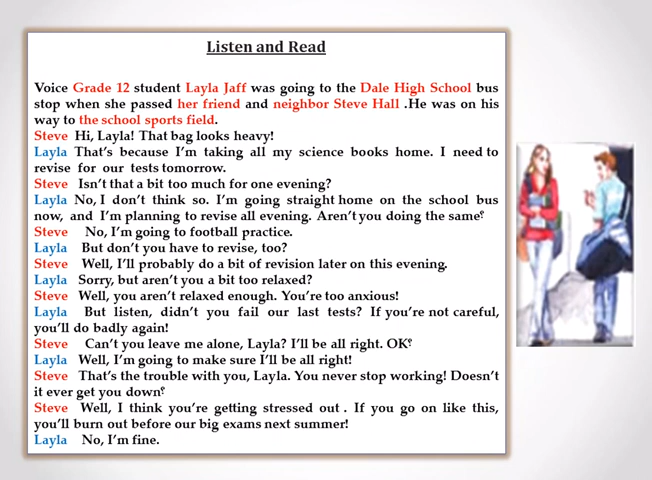 Listen and Read
Voice Grade 12 student Layla Jaff was going to the Dale High School bus
stop when she passed her friend and neighbor Steve Hall .He was on his
way to the school sports field.
Steve Hi, Layla! That bag looks heavy!
Layla That's because I'm taking all my science books home. I need to
revise for our tests tomorrow.
Steve Isn't that a bit too much for one evening?
Layla No, I don't think so. I'm going straight home on the school bus
now, and I'm planning to revise all evening. Aren't you doing the same؟
Steve No, I'm going to football practice.
Layla But don't you have to revise, too?
Steve Well, I'll probably do a bit of revision later on this evening.
Layla Sorry, but aren't you a bit too relaxed?
Steve Well, you aren't relaxed enough. You're too anxious!
Layla But listen, didn't you fail our last tests? If you're not careful,
you'll do badly again!
Steve Can't you leave me alone, Layla? I'll be all right. OK؟
Layla Well, I'm going to make sure I'll be all right!
Steve That's the trouble with you, Layla. You never stop working! Doesn't
it ever get you down؟
Steve Well, I think you're getting stressed out . If you go on like this,
you'll burn out before our big exams next summer!
Layla No, I'm fine.